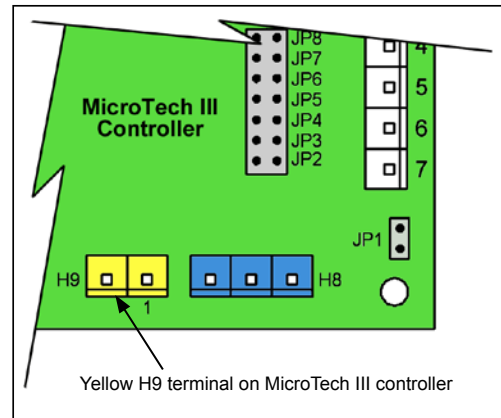 JP8
JP7
JP6
JP5
JP4
JP3
JP2
4
5
6
7
MicroTech III
Controller
JP1
H9
1
H8
Yellow H9 terminal on MicroTech III controller